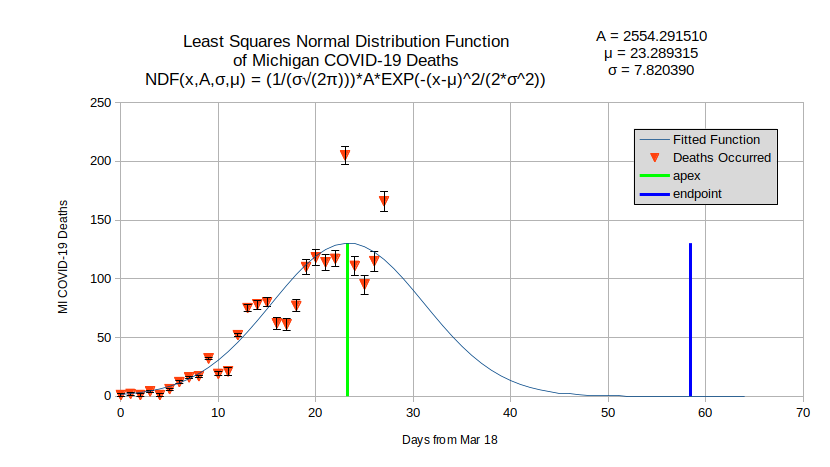 Least Squares Normal Distribution Function
of Michigan COVID-19 Deaths
NDF(x,A,σ,μ) = (1/(σ√(2π)))*A*EXP(-(x-μ)^2/(2*σ^2))
A = 2554.291510
μ = 23.289315
σ = 7.820390
250
200
150
100
50
0
MI COVID-19 Deaths
Fitted Function
Deaths Occurred
apex
endpoint
0 10 20 30 40 50 60 70
Days from Mar 18